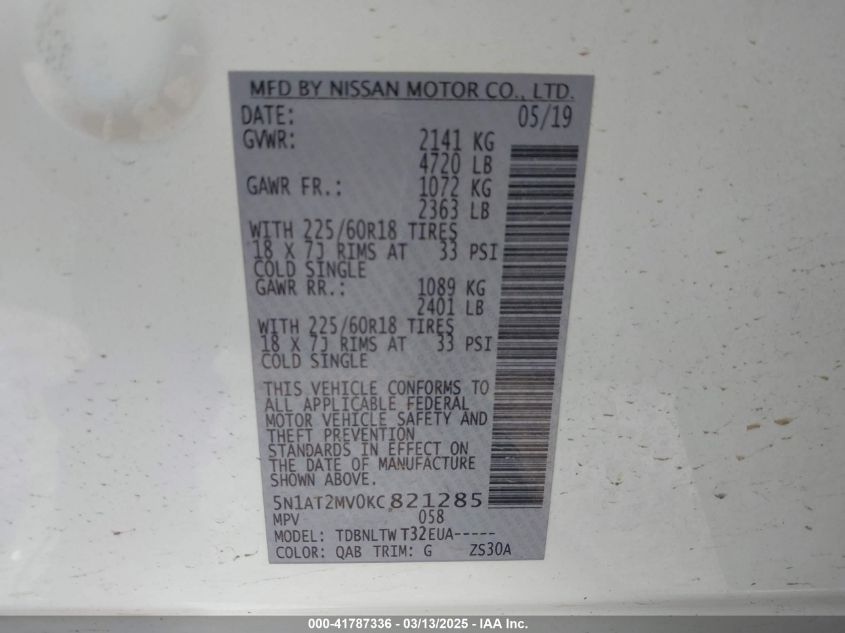 MFD BY NISSAN MOTOR CO., LTD.
DATE: 05/19
GVWR: 2141 KG
4720 LB
GAWR FR.: 1072 KG
2363 LB
WITH 225/60R18 TIRES
18 X 7J RIMS AT 33 PSI
COLD SINGLE
GAWR RR.: 1089 KG
2401 LB
WITH 225/60R18 TIRES
18 X 7J RIMS AT 33 PSI
COLD SINGLE
THIS VEHICLE CONFORMS TO
ALL APPLICABLE FEDERAL
MOTOR VEHICLE SAFETY AND
THEFT PREVENTION
STANDARDS IN EFFECT ON
THE DATE OF MANUFACTURE
SHOWN ABOVE.
5N1AT2MV0KC821285
MPV 058
MODEL: TDBNLTW T32EUA-----
COLOR: QAB TRIM: G ZS30A
000-41787336 - 03/13/2025 - IAA Inc.